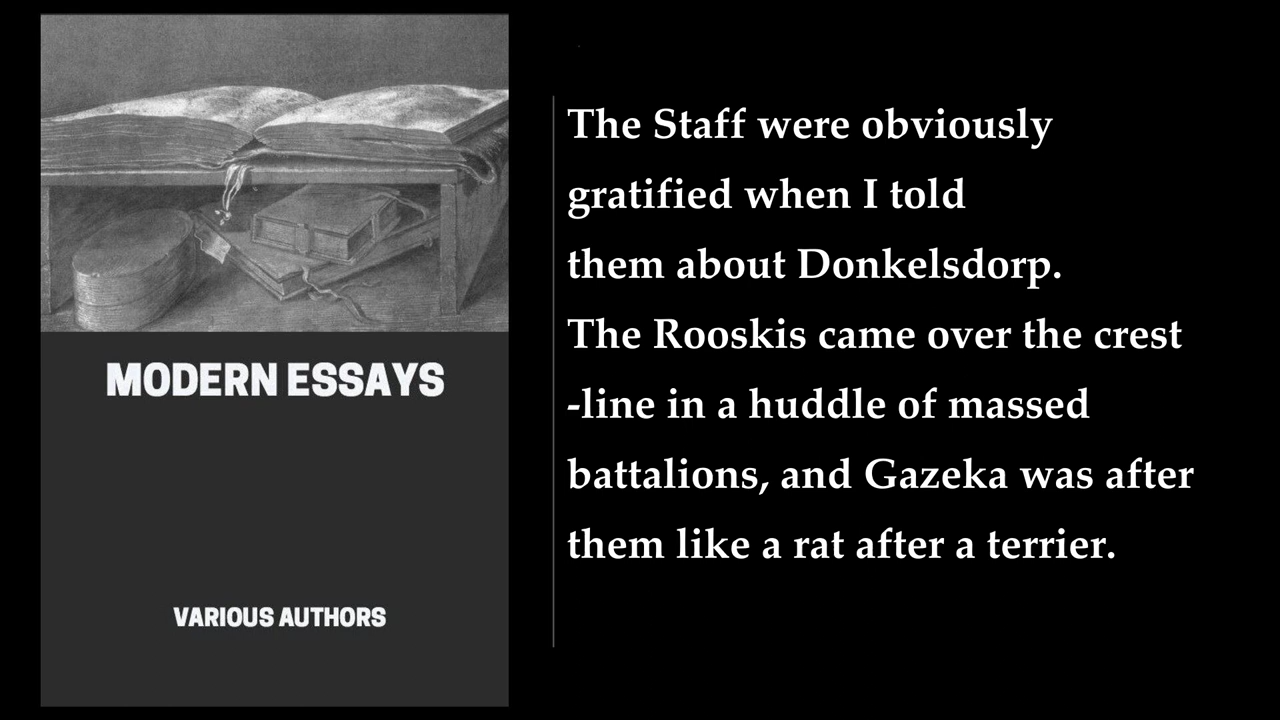 MODERN ESSAYS
VARIOUS AUTHORS
The Staff were obviously
gratified when I told
them about Donkelsdorp.
The Rooskis came over the crest
-line in a huddle of massed
battalions, and Gazeka was after
them like a rat after a terrier.